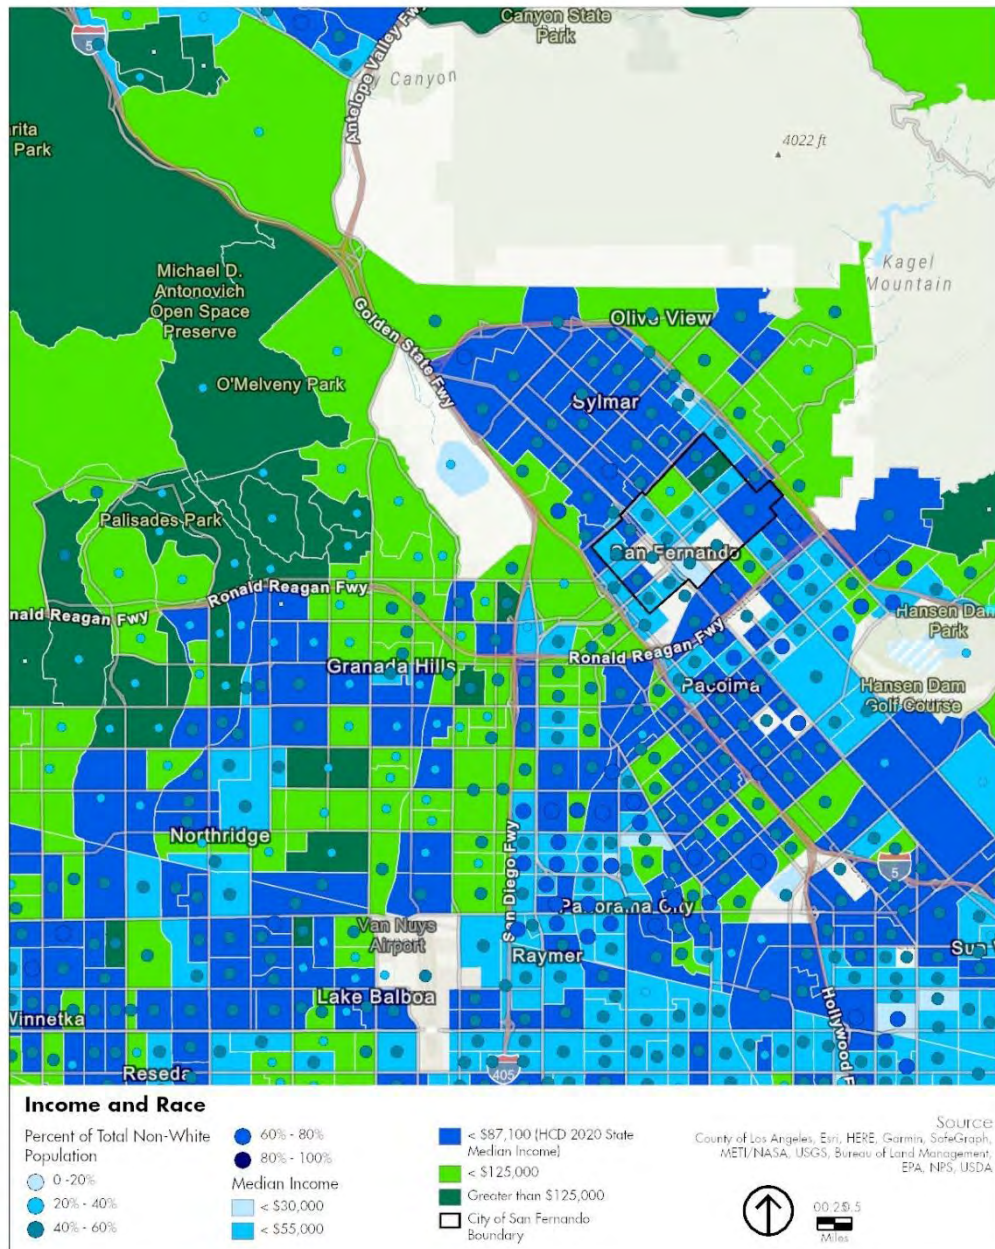 Canyon State
Park
5
Antelope Valley Fwy
y Canyon
rita
Park
4022 ft
Michael D.
Antonovich
Open Space
Preserve
Kagel
Mountain
Golden State Fwy
Olive View
O'Melveny Park
Sylmar
Palisades Park
San Fernando
Ronald Reagan Fwy
nald Reagan Fwy
Hansen Dam
Park
Ronald Reagan Fwy
Granada Hills
Pacoima
Hansen Dam
Golf Course
Northridge
San Diego Fwy
5
Panorama City
Van Nuys
Airport
Raymer
Sun V
Lake Balboa
Winnetka
Hollywood F
Reseda
405
Income and Race
Percent of Total Non-White
Population
0 -20%
20% - 40%
40% - 60%
60% - 80%
80% - 100%
Median Income
< $30,000
< $55,000
< $87,100 (HCD 2020 State
Median Income)
< $125,000
Greater than $125,000
City of San Fernando
Boundary
Source
County of Los Angeles, Esri, HERE, Garmin, SafeGraph,
METI/NASA, USGS, Bureau of Land Management,
EPA, NPS, USDA
Miles